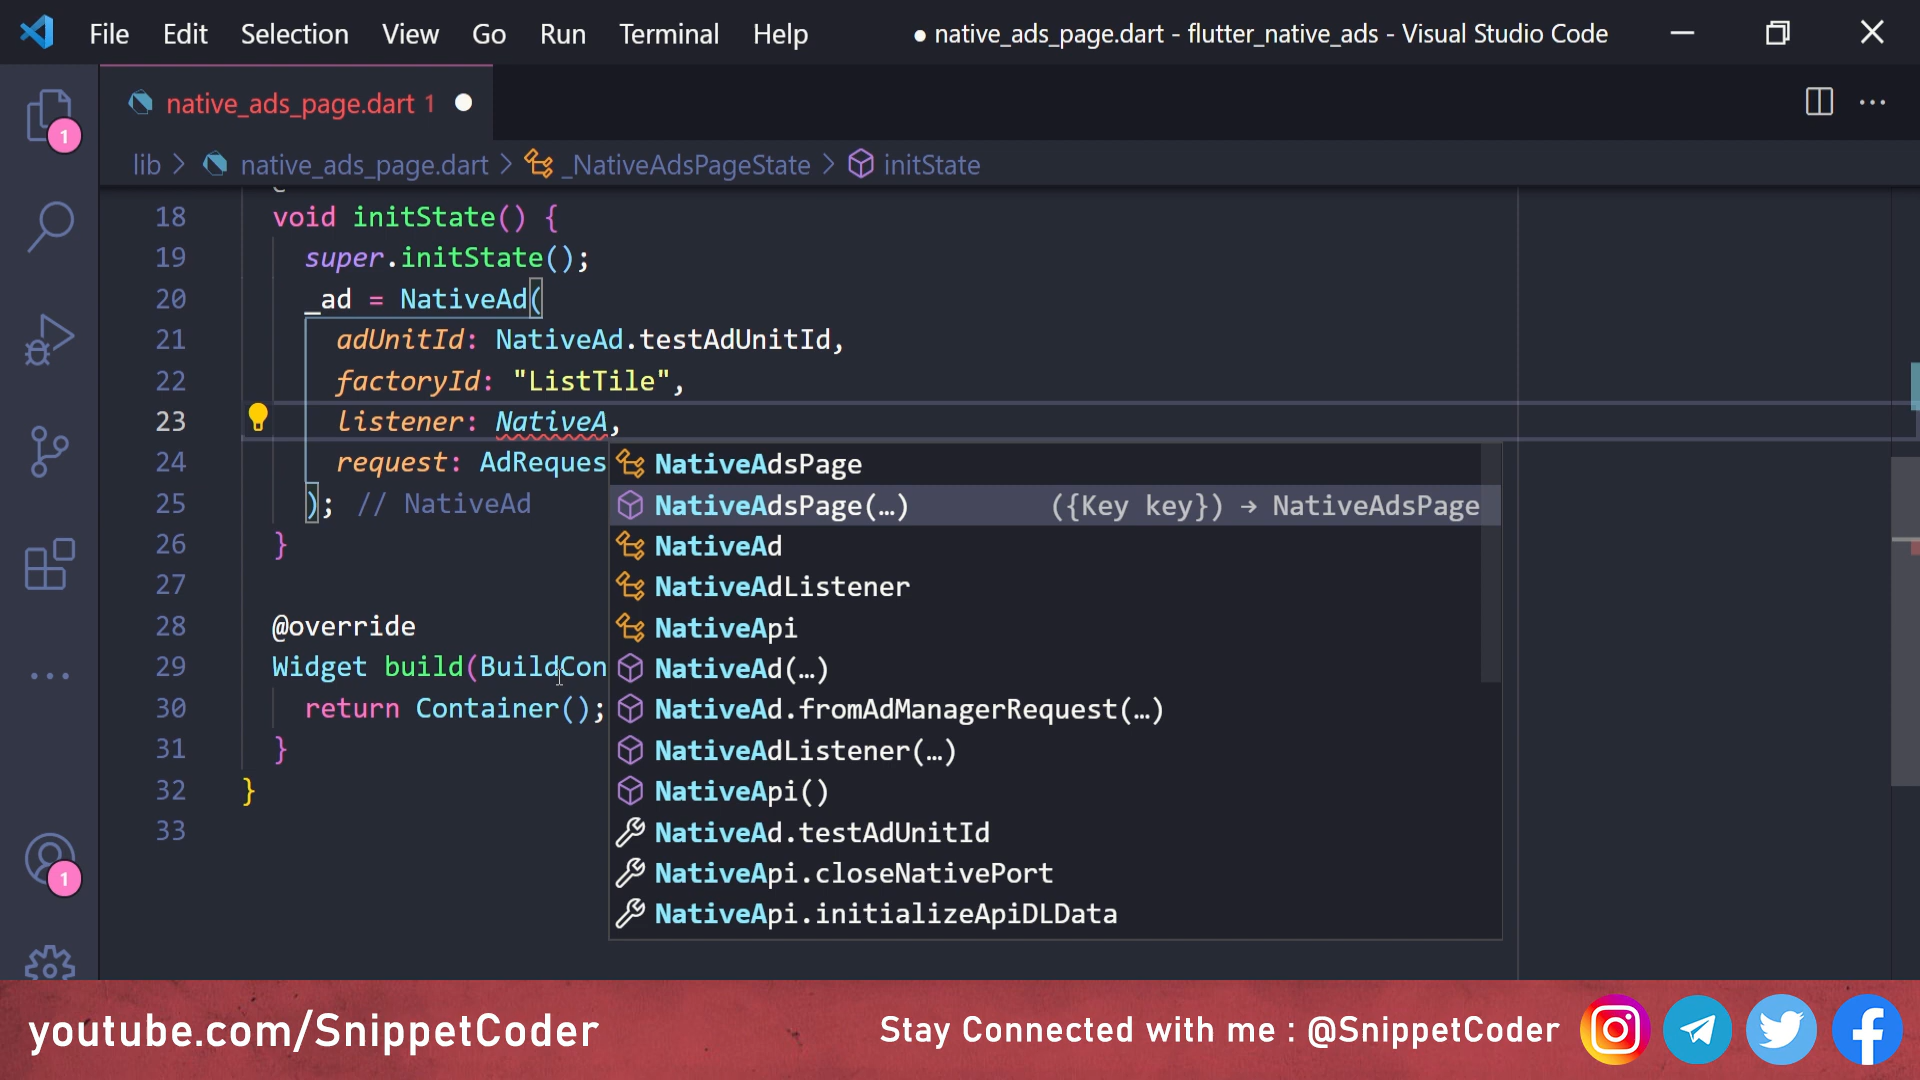 File Edit Selection View Go Run Terminal Help ● native_ads_page.dart - flutter_native_ads - Visual Studio Code
native_ads_page.dart 1
1
lib > native_ads_page.dart > _NativeAdsPageState > initState
18 void initState() {
19 super.initState();
20 _ad = NativeAd(
21 adUnitId: NativeAd.testAdUnitId,
22 factoryId: "ListTile",
23 listener: NativeA,
24 request: AdReques
25 ); // NativeAd
26 }
27
28 @override
29 Widget build(BuildCon
30 return Container();
31 }
32 }
33
NativeAdsPage
NativeAdsPage(…) ({Key key}) → NativeAdsPage
NativeAd
NativeAdListener
NativeApi
NativeAd(…)
NativeAd.fromAdManagerRequest(…)
NativeAdListener(…)
NativeApi()
NativeAd.testAdUnitId
NativeApi.closeNativePort
NativeApi.initializeApiDLData
1
youtube.com/SnippetCoder
Stay Connected with me : @SnippetCoder